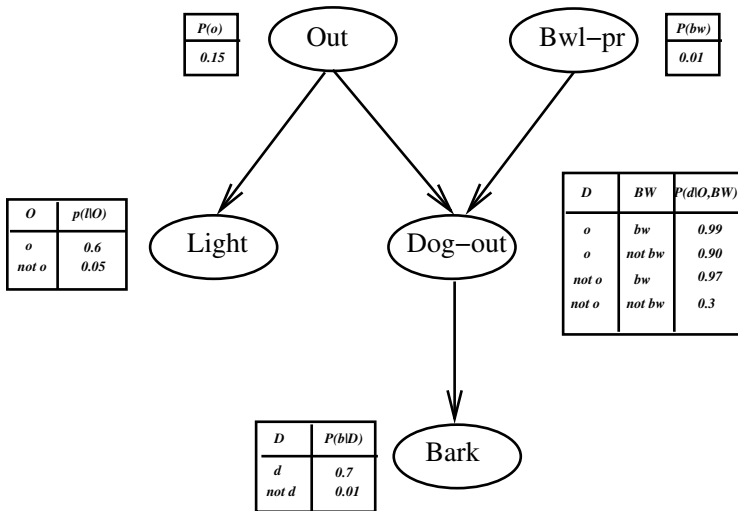 P(o)
0.15
Out
Bwl-pr
P(bw)
0.01
O p(l|O)
o 0.6
not o 0.05
Light
Dog-out
D BW P(d|O,BW)
o bw 0.99
o not bw 0.90
not o bw 0.97
not o not bw 0.3
D P(b|D)
d 0.7
not d 0.01
Bark